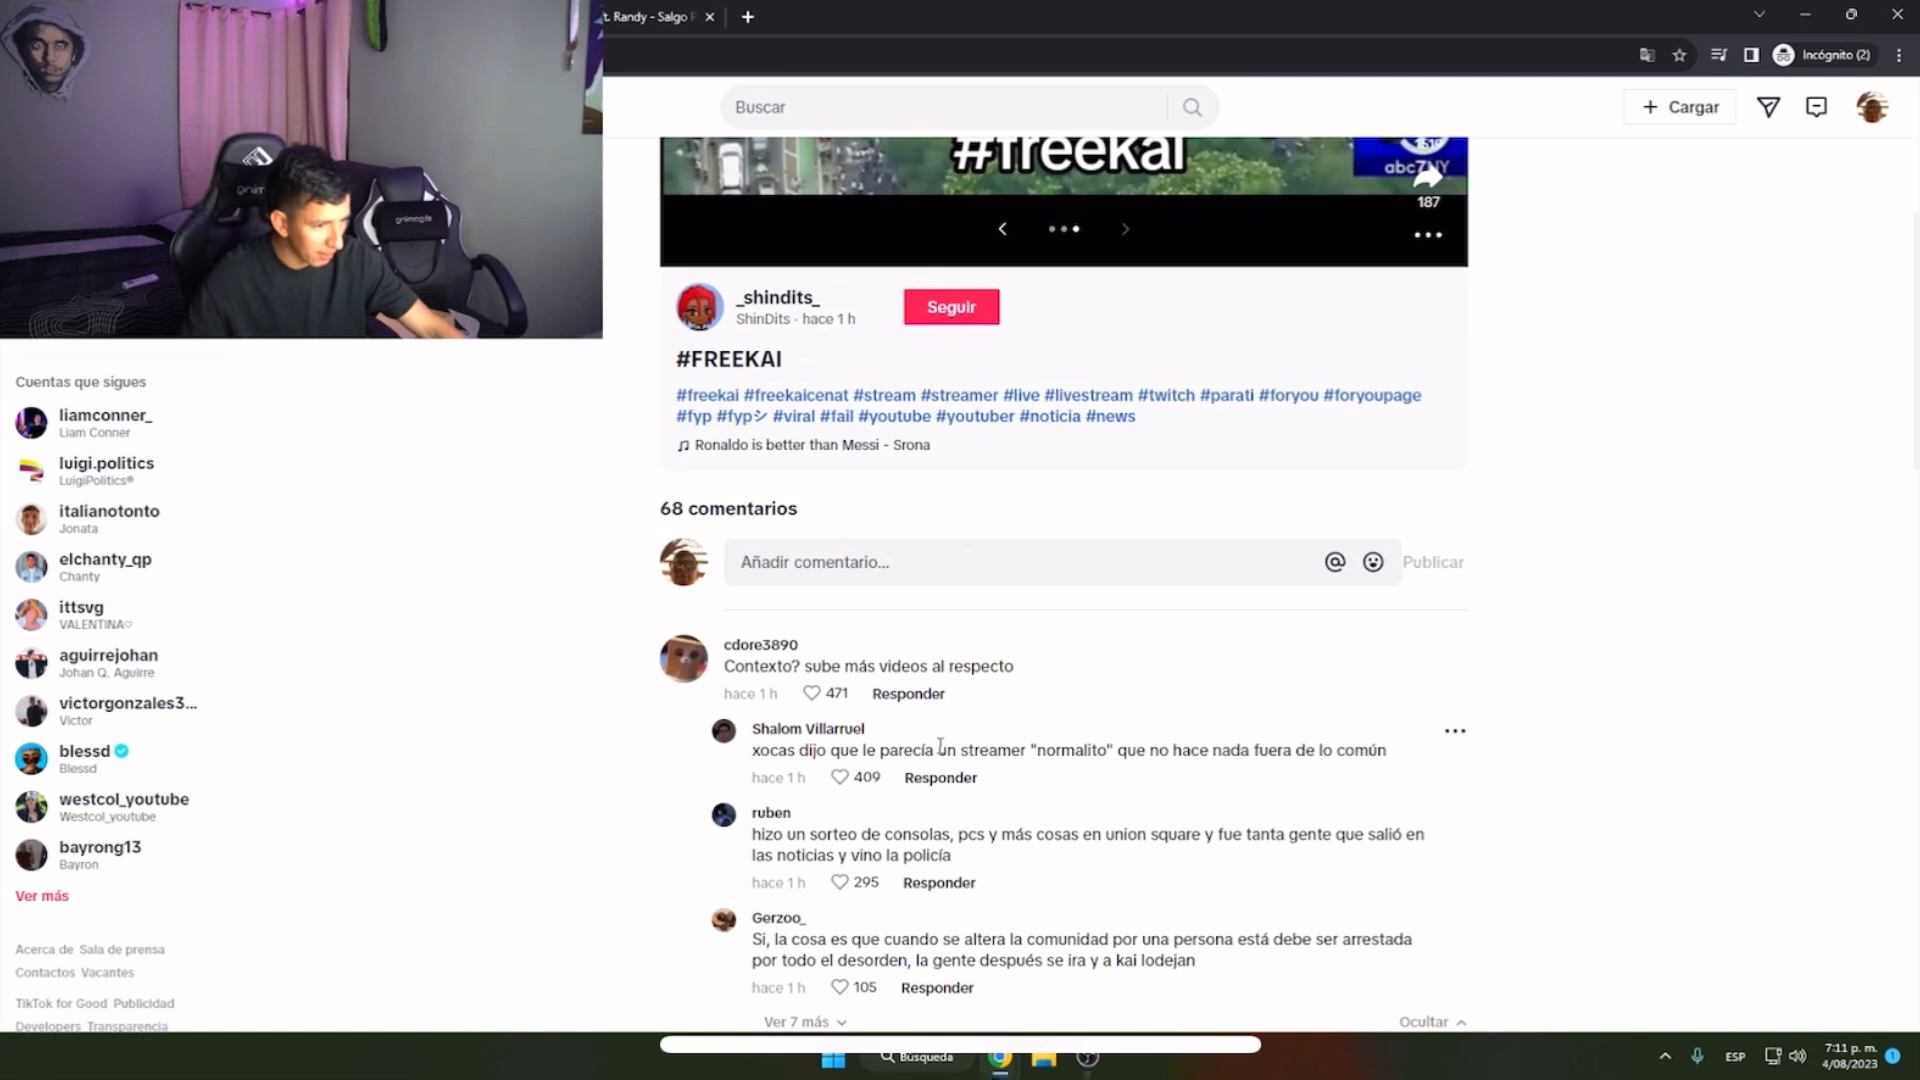 t. Randy - Salgo P
Incógnito (2)
Buscar
Cargar
#freekai
1519
abc7NY
187
_shindits_
ShinDits · hace 1 h
Seguir
#FREEKAI
#freekai #freekaicenat #stream #streamer #live #livestream #twitch #parati #foryou #foryoupage
#fyp #fypシ #viral #fail #youtube #youtuber #noticia #news
Ronaldo is better than Messi - Srona
Cuentas que sigues
liamconner_
Liam Conner
luigi.politics
LuigiPolitics®
italianotonto
Jonata
elchanty_qp
Chanty
ittsvg
VALENTINA♡
aguirrejohan
Johan Q. Aguirre
victorgonzales3...
Victor
blessd
Blessd
westcol_youtube
Westcol_youtube
bayrong13
Bayron
Ver más
Acerca de Sala de prensa
Contactos Vacantes
TikTok for Good Publicidad
Developers Transparencia
68 comentarios
Añadir comentario...
Publicar
cdore3890
Contexto? sube más videos al respecto
hace 1 h 471 Responder
Shalom Villarruel
xocas dijo que le parecía un streamer "normalito" que no hace nada fuera de lo común
hace 1 h 409 Responder
ruben
hizo un sorteo de consolas, pcs y más cosas en union square y fue tanta gente que salió en
las noticias y vino la policía
hace 1 h 295 Responder
Gerzoo_
Si, la cosa es que cuando se altera la comunidad por una persona está debe ser arrestada
por todo el desorden, la gente después se ira y a kai lodejan
hace 1 h 105 Responder
Ver 7 más
Ocultar
Búsqueda
ESP
7:11 p. m.
4/08/2023
1